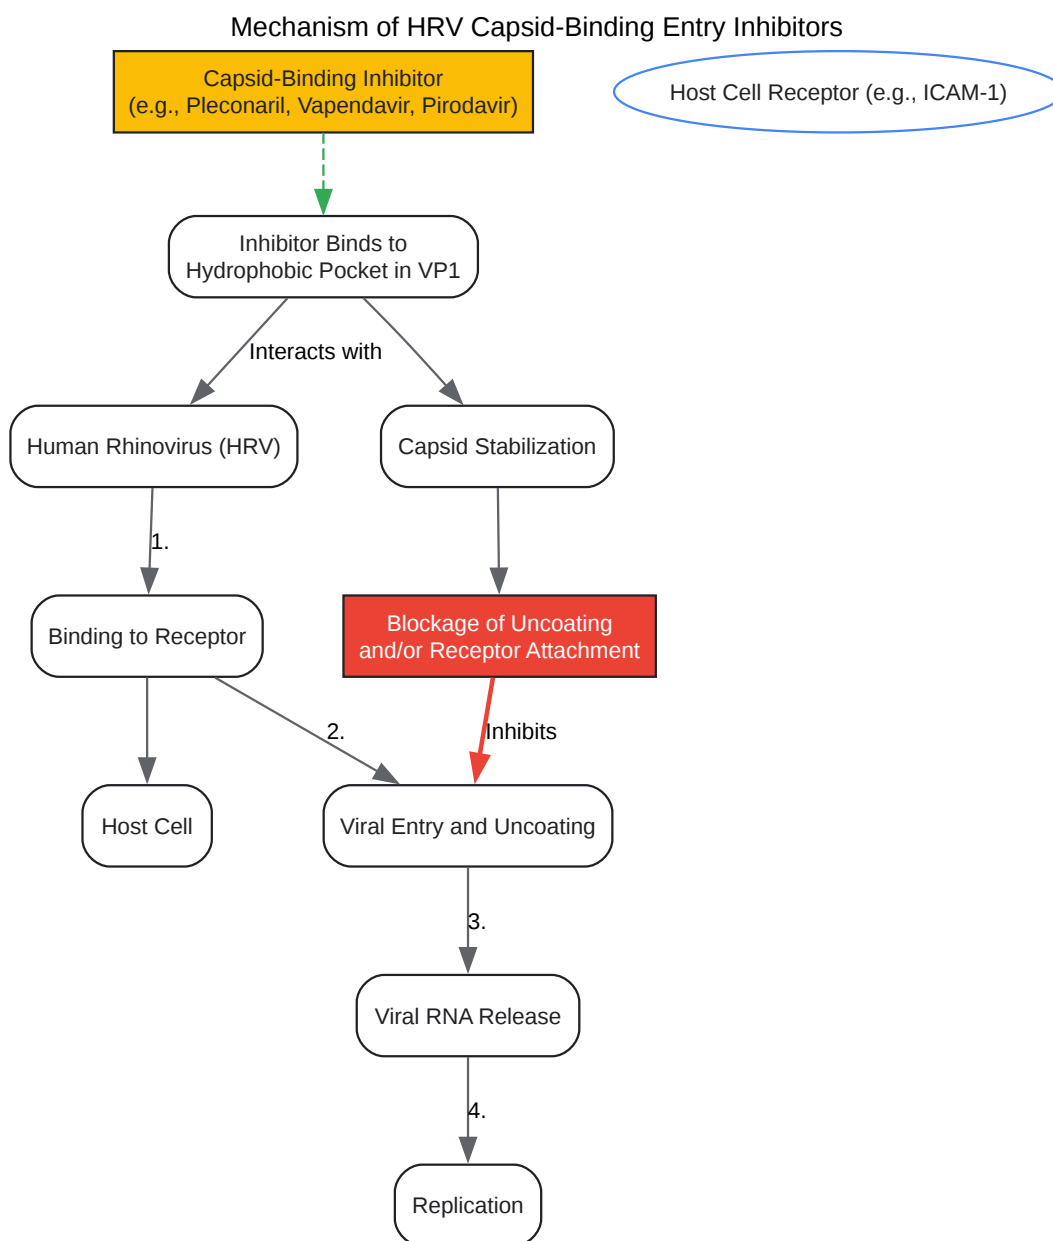 Mechanism of HRV Capsid-Binding Entry Inhibitors
Capsid-Binding Inhibitor
(e.g., Pleconaril, Vapendavir, Pirodavir)
Host Cell Receptor (e.g., ICAM-1)
Inhibitor Binds to
Hydrophobic Pocket in VP1
Interacts with
Human Rhinovirus (HRV)
Capsid Stabilization
1.
Binding to Receptor
Blockage of Uncoating
and/or Receptor Attachment
2.
Inhibits
Host Cell
Viral Entry and Uncoating
3.
Viral RNA Release
4.
Replication